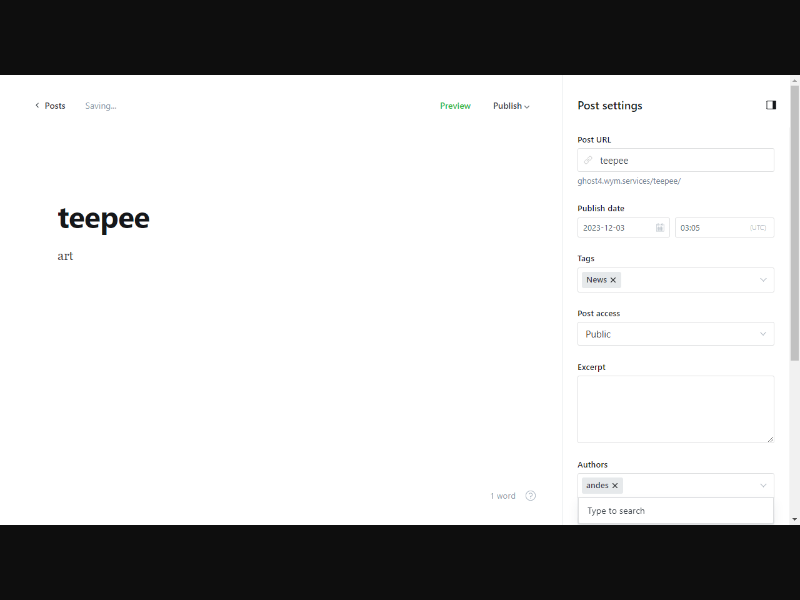 Posts Saving... Preview Publish
Post settings
Post URL
teepee
ghost4.wym.services/teepee/
Publish date
2023-12-03 03:05 (UTC)
Tags
News ×
Post access
Public
Excerpt
Authors
andes ×
Type to search
teepee
art
1 word ?